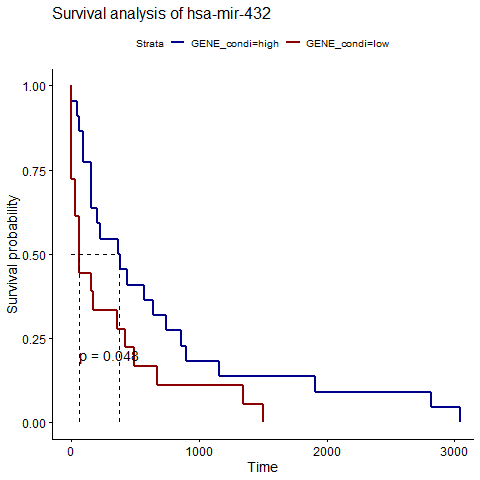 Survival analysis of hsa-mir-432
Strata GENE_condi=high GENE_condi=low
1.00
0.75
0.50
0.25
0.00
Survival probability
p = 0.048
0 1000 2000 3000
Time